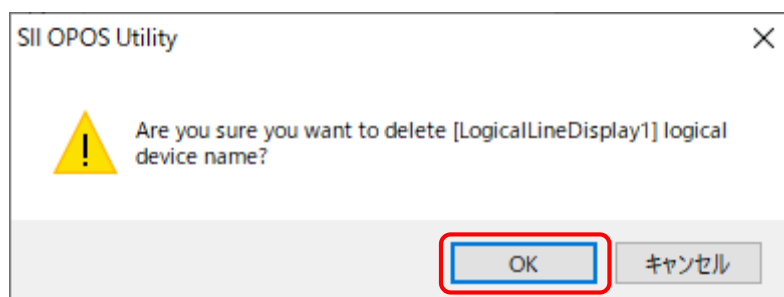 SII OPOS Utility
Are you sure you want to delete [LogicalLineDisplay1] logical
device name?
OK
キャンセル